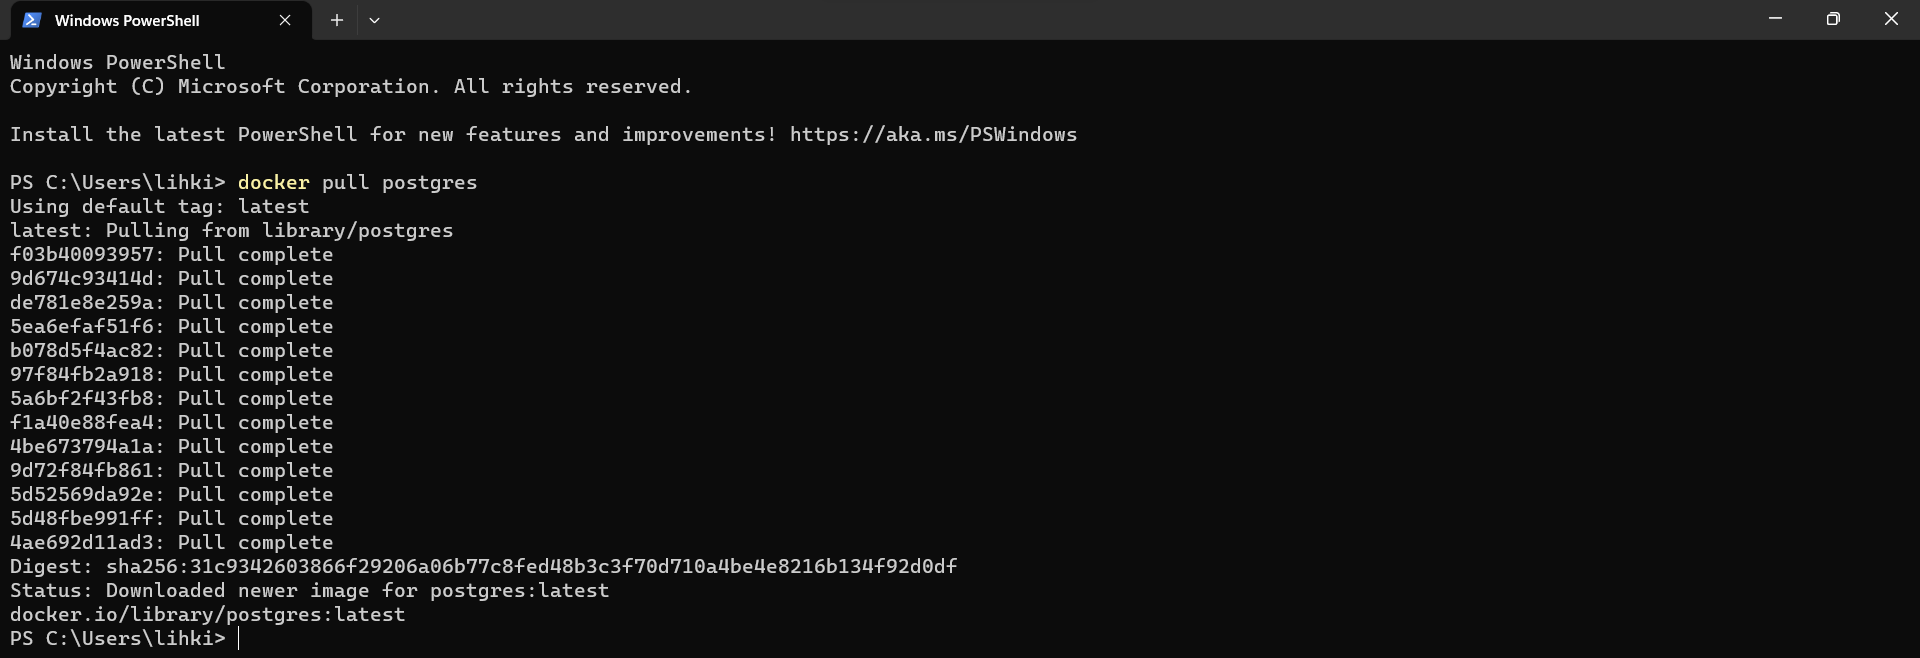 Windows PowerShell
Windows PowerShell
Copyright (C) Microsoft Corporation. All rights reserved.
Install the latest PowerShell for new features and improvements! https://aka.ms/PSWindows
PS C:\Users\lihki> docker pull postgres
Using default tag: latest
latest: Pulling from library/postgres
f03b40093957: Pull complete
9d674c93414d: Pull complete
de781e8e259a: Pull complete
5ea6efaf51f6: Pull complete
b078d5f4ac82: Pull complete
97f84fb2a918: Pull complete
5a6bf2f43fb8: Pull complete
f1a40e88fea4: Pull complete
4be673794a1a: Pull complete
9d72f84fb861: Pull complete
5d52569da92e: Pull complete
5d48fbe991ff: Pull complete
4ae692d11ad3: Pull complete
Digest: sha256:31c9342603866f29206a06b77c8fed48b3c3f70d710a4be4e8216b134f92d0df
Status: Downloaded newer image for postgres:latest
docker.io/library/postgres:latest
PS C:\Users\lihki>